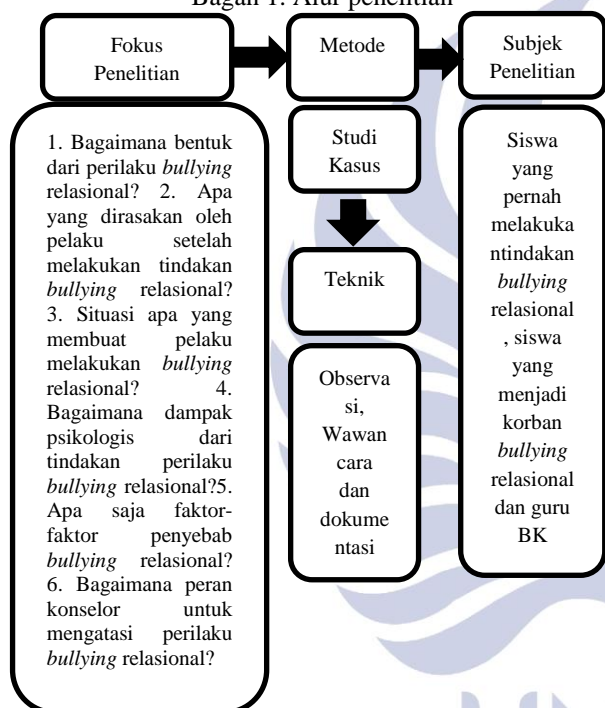 Bagan 1. Alur penelitian
Fokus
Penelitian
Metode
Subjek
Penelitian
1. Bagaimana bentuk
dari perilaku bullying
relasional? 2. Apa
yang dirasakan oleh
pelaku setelah
melakukan tindakan
bullying relasional?
3. Situasi apa yang
membuat pelaku
melakukan bullying
relasional? 4.
Bagaimana dampak
psikologis dari
tindakan perilaku
bullying relasional?5.
Apa saja faktor-
faktor penyebab
bullying relasional?
6. Bagaimana peran
konselor untuk
mengatasi perilaku
bullying relasional?
Studi
Kasus
Teknik
Observa
si,
Wawan
cara
dan
dokume
ntasi
Siswa
yang
pernah
melakuka
ntindakan
bullying
relasional
, siswa
yang
menjadi
korban
bullying
relasional
dan guru
BK